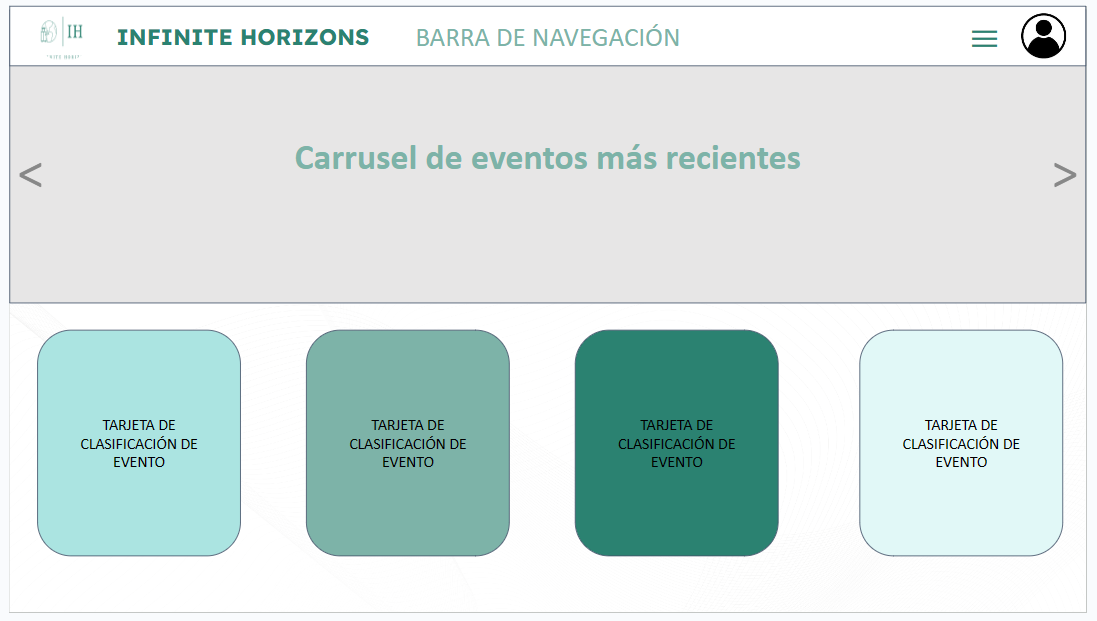 IH
INFINITE HORIZONS
BARRA DE NAVEGACIÓN
<
Carrusel de eventos más recientes
>
TARJETA DE
CLASIFICACIÓN DE
EVENTO
TARJETA DE
CLASIFICACIÓN DE
EVENTO
TARJETA DE
CLASIFICACIÓN DE
EVENTO
TARJETA DE
CLASIFICACIÓN DE
EVENTO